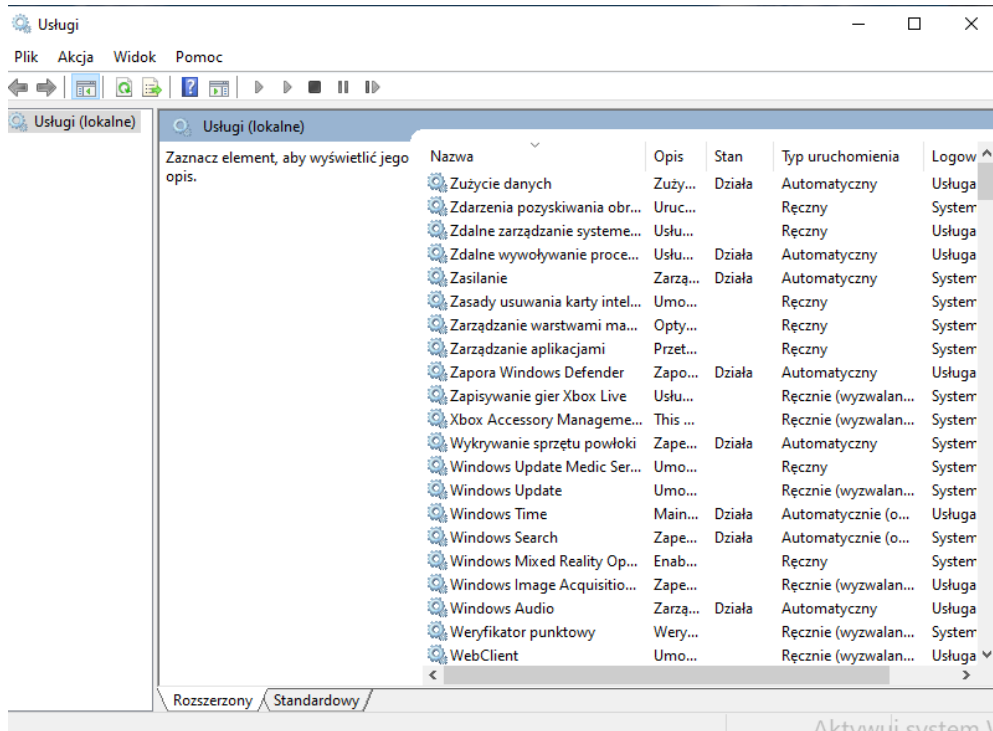 Usługi
Plik Akcja Widok Pomoc
Usługi (lokalne)
Usługi (lokalne)
Zaznacz element, aby wyświetlić jego
opis.
Nazwa Opis Stan Typ uruchomienia Logow
Zużycie danych Zuży... Działa Automatyczny Usługa
Zdarzenia pozyskiwania obr... Uruc... Ręczny System
Zdalne zarządzanie systeme... Usłu... Ręczny Usługa
Zdalne wywoływanie proce... Usłu... Działa Automatyczny Usługa
Zasilanie Zarzą... Działa Automatyczny System
Zasady usuwania karty intel... Umo... Ręczny System
Zarządzanie warstwami ma... Opty... Ręczny System
Zarządzanie aplikacjami Przet... Ręczny System
Zapora Windows Defender Zapo... Działa Automatyczny Usługa
Zapisywanie gier Xbox Live Usłu... Ręcznie (wyzwalan... System
Xbox Accessory Manageme... This ... Ręcznie (wyzwalan... System
Wykrywanie sprzętu powłoki Zape... Działa Automatyczny System
Windows Update Medic Ser... Umo... Ręczny System
Windows Update Umo... Ręcznie (wyzwalan... System
Windows Time Main... Działa Automatycznie (o... Usługa
Windows Search Zape... Działa Automatycznie (o... System
Windows Mixed Reality Op... Enab... Ręczny System
Windows Image Acquisitio... Zape... Ręcznie (wyzwalan... Usługa
Windows Audio Zarzą... Działa Automatyczny Usługa
Weryfikator punktowy Wery... Ręcznie (wyzwalan... System
WebClient Umo... Ręcznie (wyzwalan... Usługa
Rozszerzony Standardowy
Aktywuj system